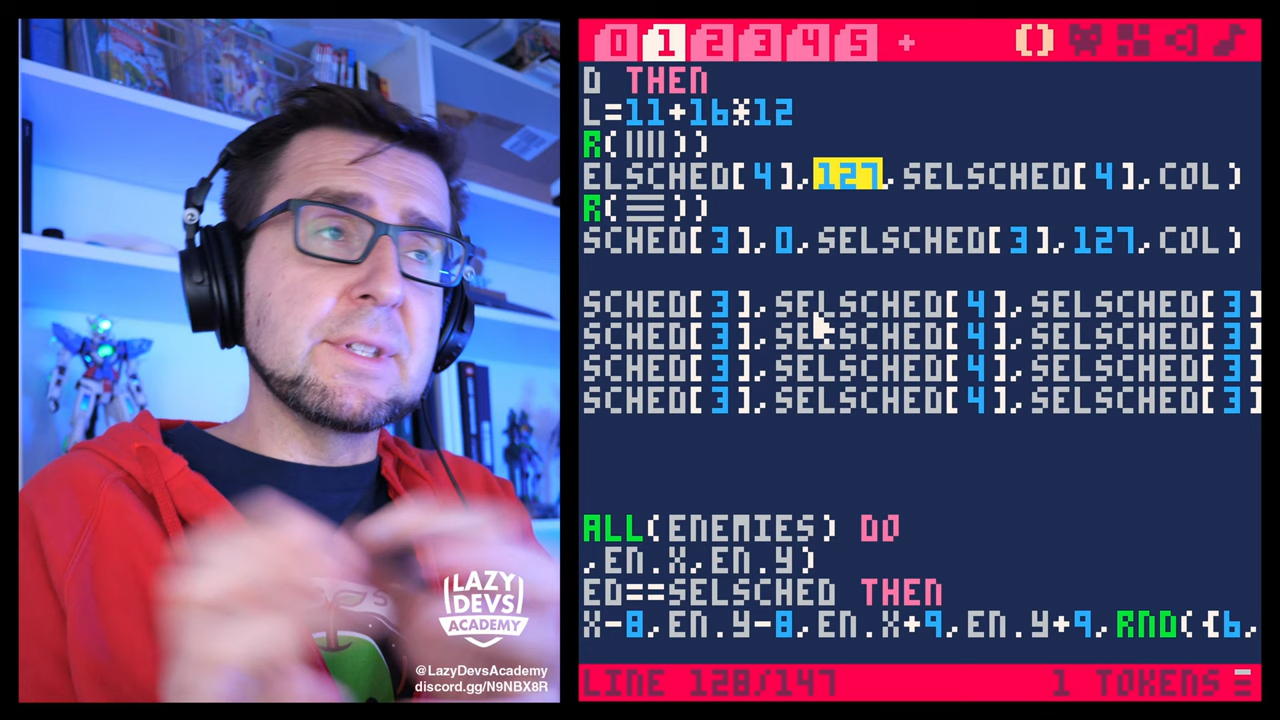 0 1 2 3 4 5 +
D THEN
L=11+16*12
R(||||))
ELSCHED[4],127,SELSCHED[4],COL)
R(≡))
SCHED[3],0,SELSCHED[3],127,COL)
SCHED[3],SELSCHED[4],SELSCHED[3]
SCHED[3],SELSCHED[4],SELSCHED[3]
SCHED[3],SELSCHED[4],SELSCHED[3]
SCHED[3],SELSCHED[4],SELSCHED[3]
ALL(ENEMIES) DO
,EN.X,EN.Y)
ED==SELSCHED THEN
X-8,EN.Y-8,EN.X+9,EN.Y+9,RND({6,
LINE 128/147
1 TOKENS
LAZY
DEVS
ACADEMY
@LazyDevsAcademy
discord.gg/N9NBX8R